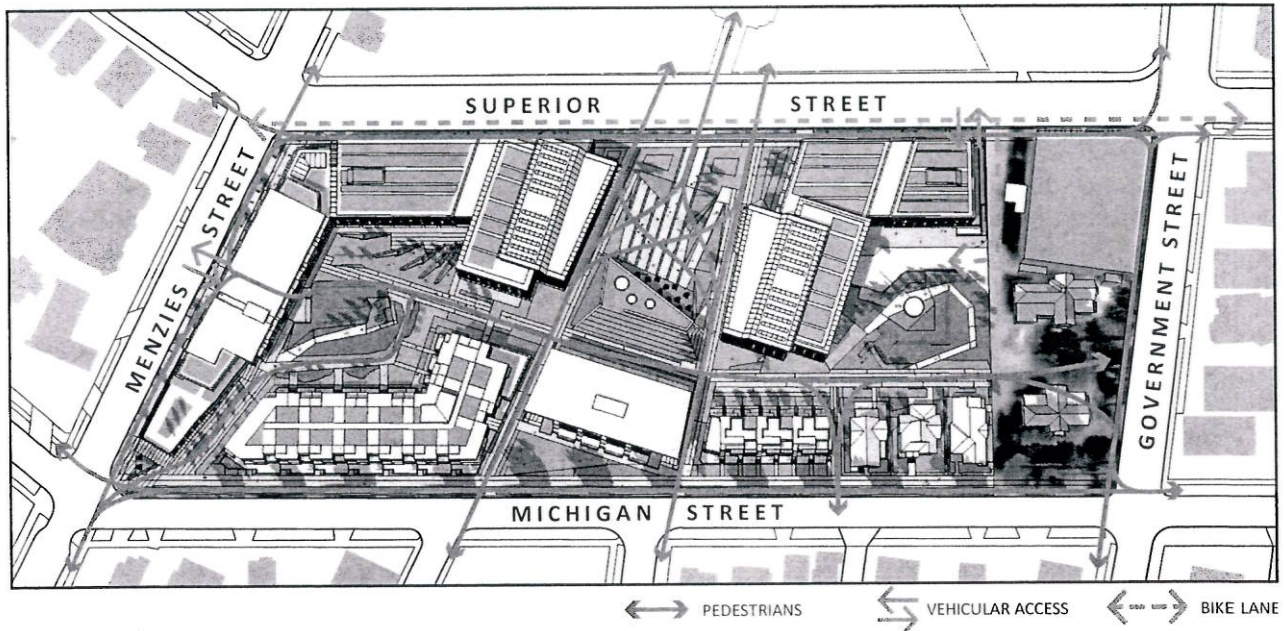 SUPERIOR STREET
MENZIES STREET
GOVERNMENT STREET
MICHIGAN STREET
PEDESTRIANS
VEHICULAR ACCESS
BIKE LANE